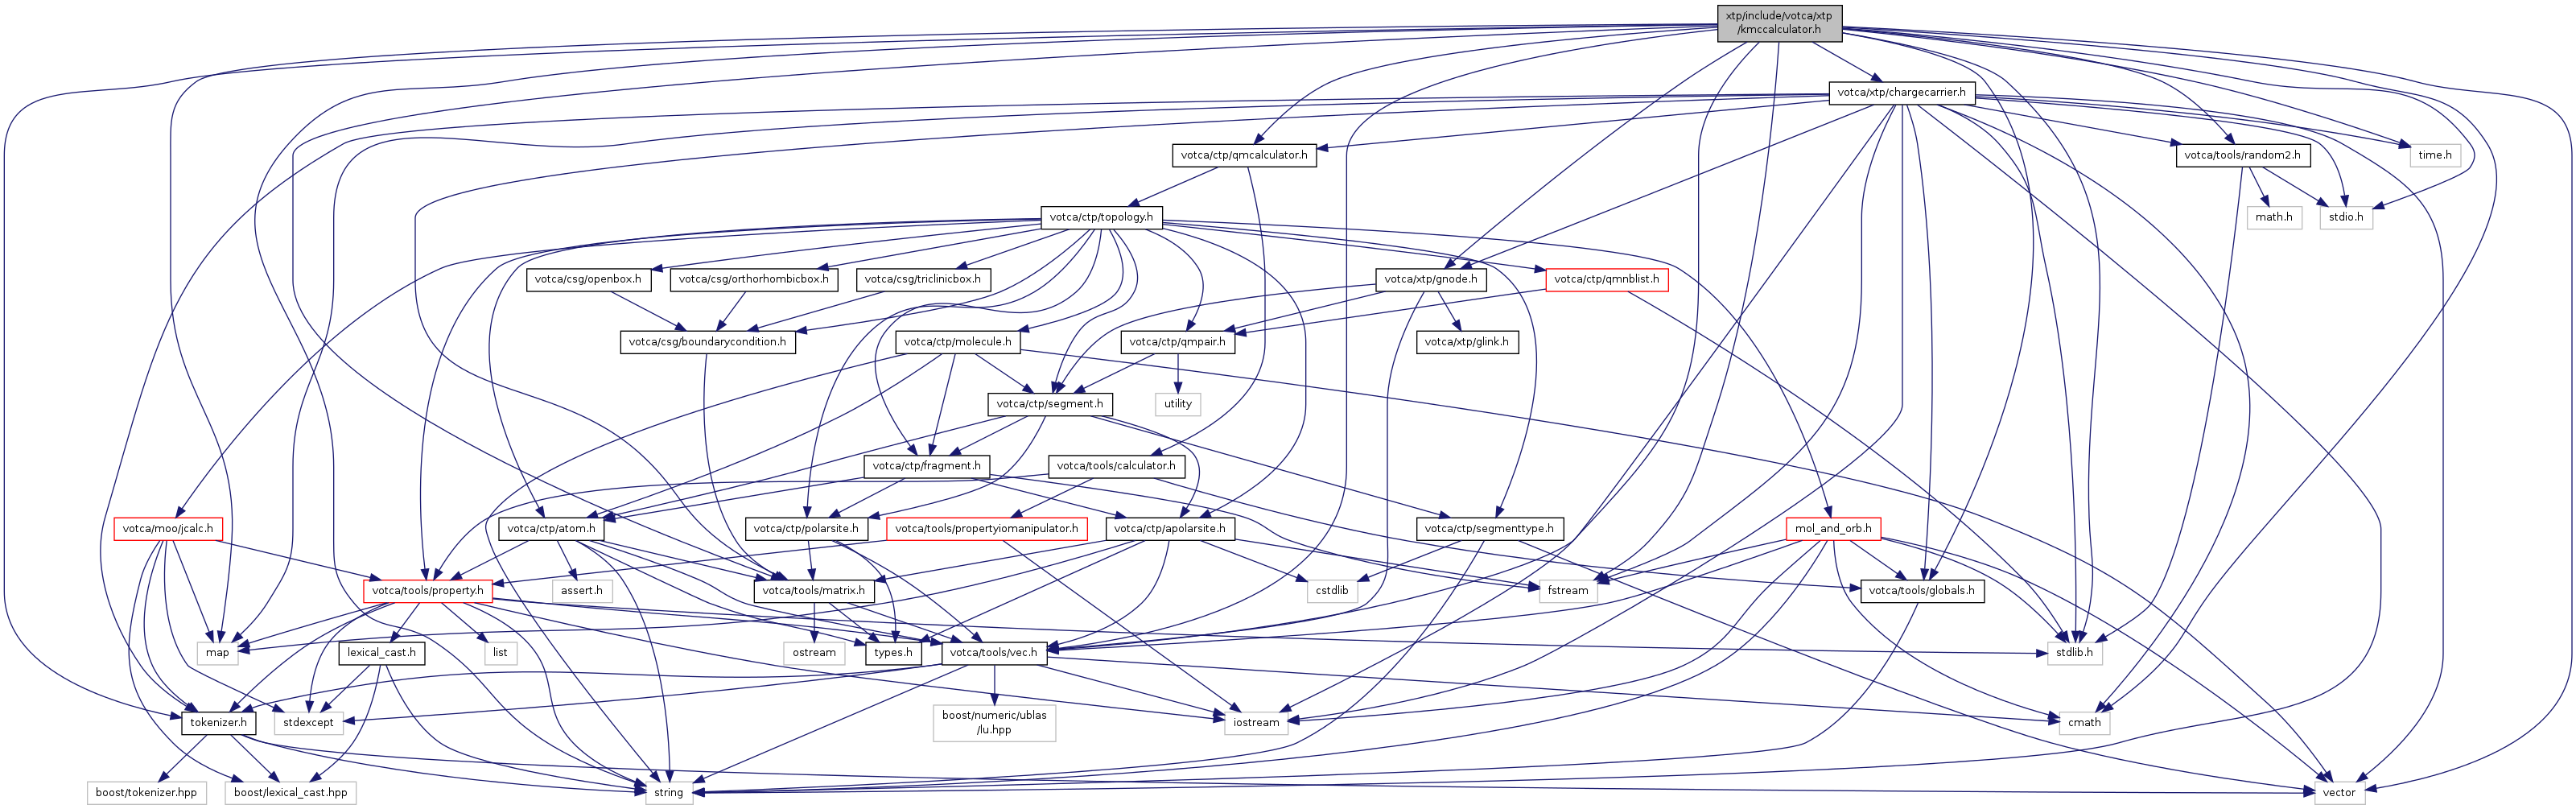 xtp/include/votca/xtp
/kmccalculator.h
votca/xtp/chargecarrier.h
votca/ctp/qmcalculator.h
votca/tools/random2.h
time.h
votca/ctp/topology.h
math.h
stdio.h
votca/csg/openbox.h
votca/csg/orthorhombicbox.h
votca/csg/triclinicbox.h
votca/xtp/gnode.h
votca/ctp/qmnblist.h
votca/csg/boundarycondition.h
votca/ctp/molecule.h
votca/ctp/qmpair.h
votca/xtp/glink.h
votca/ctp/segment.h
utility
votca/ctp/fragment.h
votca/tools/calculator.h
votca/moo/jcalc.h
votca/ctp/atom.h
votca/ctp/polarsite.h
votca/tools/propertyiomanipulator.h
votca/ctp/apolarsite.h
votca/ctp/segmenttype.h
mol_and_orb.h
votca/tools/property.h
assert.h
votca/tools/matrix.h
cstdlib
fstream
votca/tools/globals.h
map
lexical_cast.h
list
ostream
types.h
votca/tools/vec.h
stdlib.h
tokenizer.h
stdexcept
boost/numeric/ublas
/lu.hpp
iostream
cmath
boost/tokenizer.hpp
boost/lexical_cast.hpp
string
vector